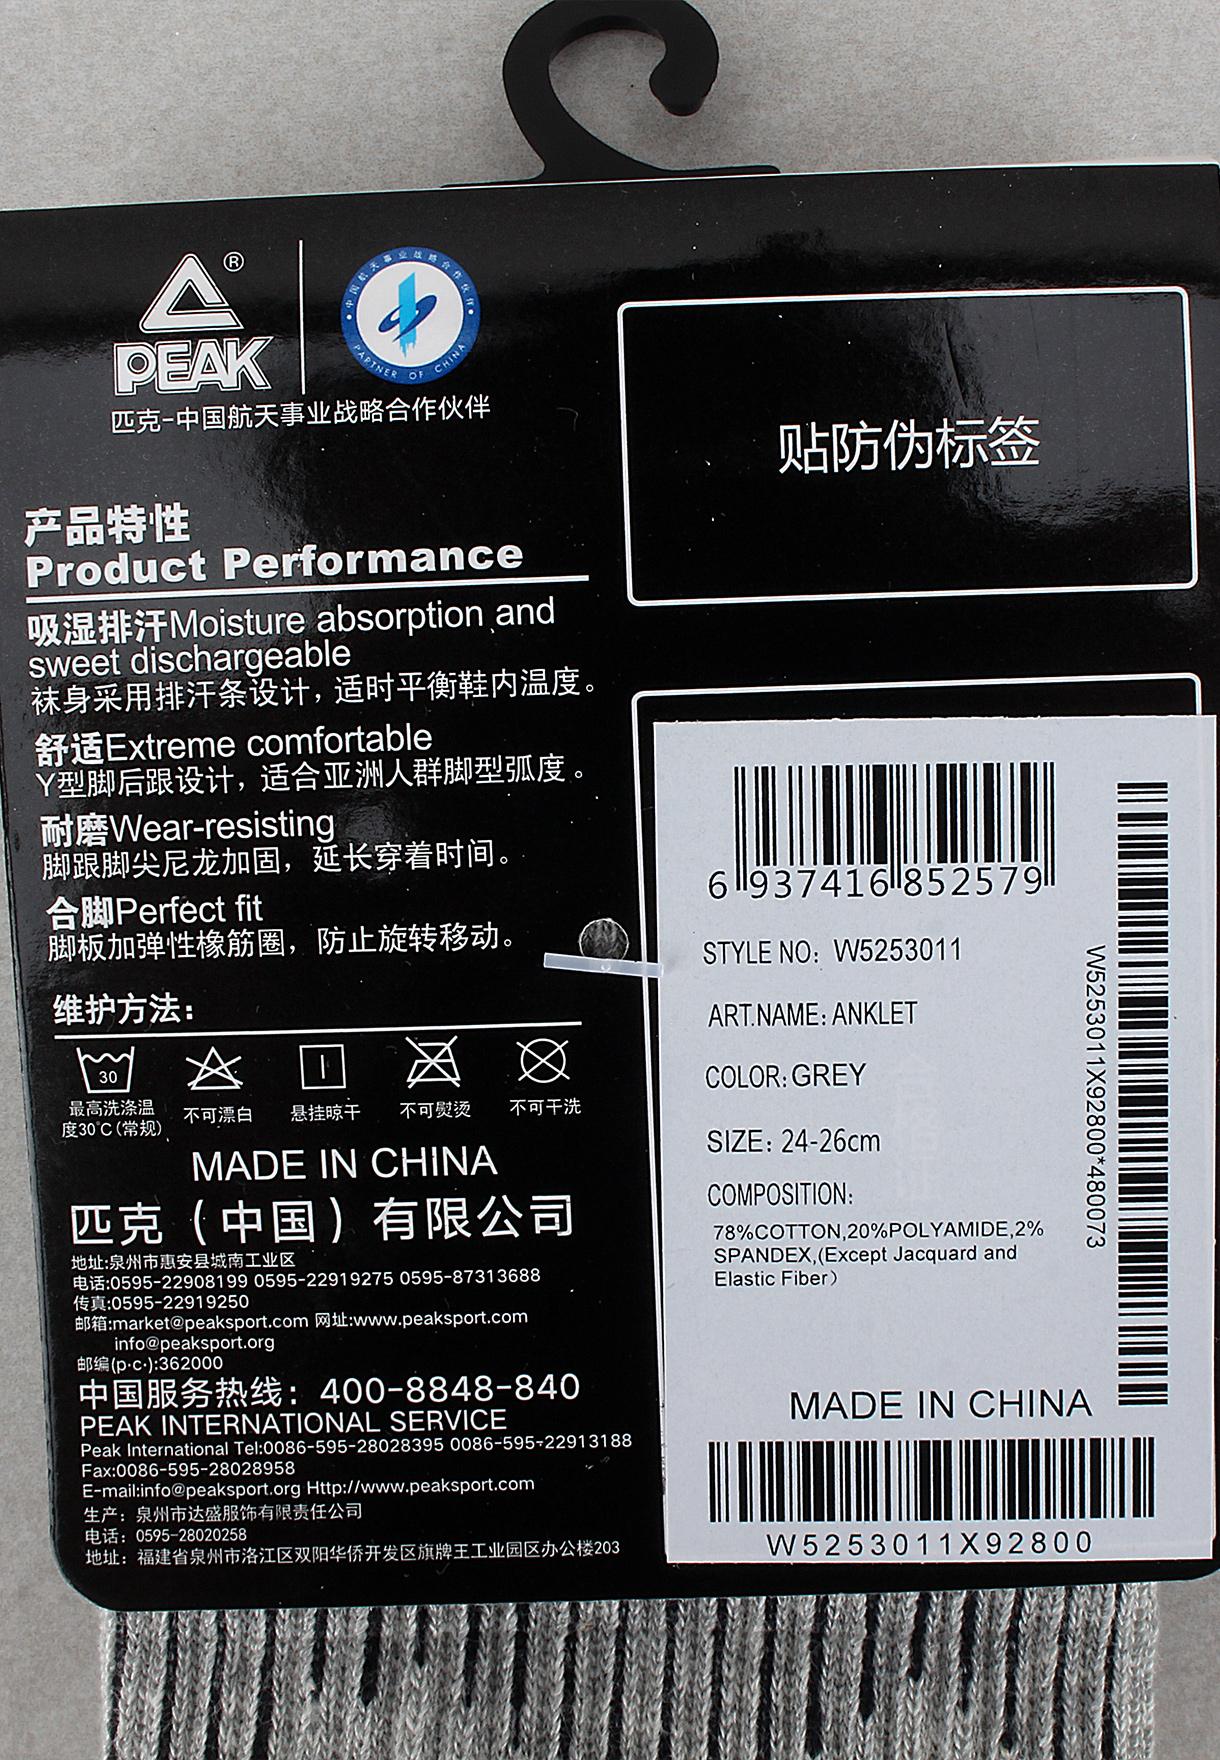 ®
PEAK
中国航天事业战略合作伙伴
PARTNER OF CHINA
匹克-中国航天事业战略合作伙伴
贴防伪标签
产品特性
Product Performance
吸湿排汗Moisture absorption and
sweet dischargeable
袜身采用排汗条设计，适时平衡鞋内温度。
舒适Extreme comfortable
Y型脚后跟设计，适合亚洲人群脚型弧度。
耐磨Wear-resisting
脚跟脚尖尼龙加固，延长穿着时间。
合脚Perfect fit
脚板加弹性橡筋圈，防止旋转移动。
维护方法：
30
最高洗涤温
度30℃(常规)
不可漂白
悬挂晾干
不可熨烫
不可干洗
MADE IN CHINA
匹克（中国）有限公司
地址:泉州市惠安县城南工业区
电话:0595-22908199 0595-22919275 0595-87313688
传真:0595-22919250
邮箱:market@peaksport.com 网址:www.peaksport.com
info@peaksport.org
邮编(p·c·):362000
中国服务热线：400-8848-840
PEAK INTERNATIONAL SERVICE
Peak International Tel:0086-595-28028395 0086-595-22913188
Fax:0086-595-28028958
E-mail:info@peaksport.org Http://www.peaksport.com
生产：泉州市达盛服饰有限责任公司
电话：0595-28020258
地址：福建省泉州市洛江区双阳华侨开发区旗牌王工业园区办公楼203
6 937416 852579
STYLE NO: W5253011
ART.NAME: ANKLET
COLOR: GREY
SIZE: 24-26cm
COMPOSITION:
78%COTTON,20%POLYAMIDE,2%
SPANDEX,(Except Jacquard and
Elastic Fiber）
W5253011X92800*480073
MADE IN CHINA
W5253011X92800